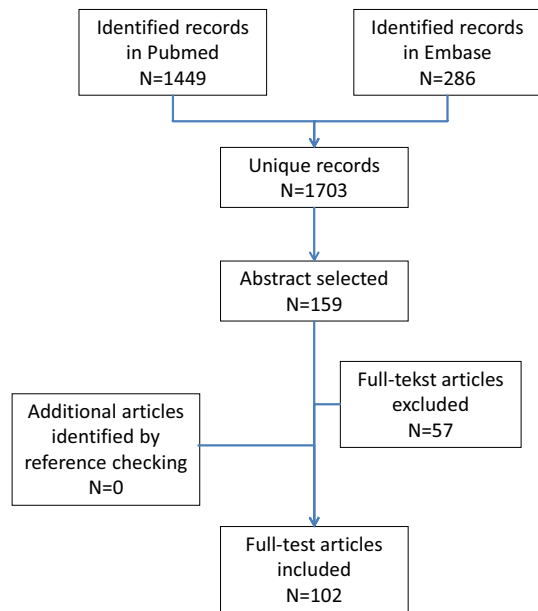 Identified records
in Pubmed
N=1449
Identified records
in Embase
N=286
Unique records
N=1703
Abstract selected
N=159
Full-tekst articles
excluded
N=57
Additional articles
identified by
reference checking
N=0
Full-test articles
included
N=102